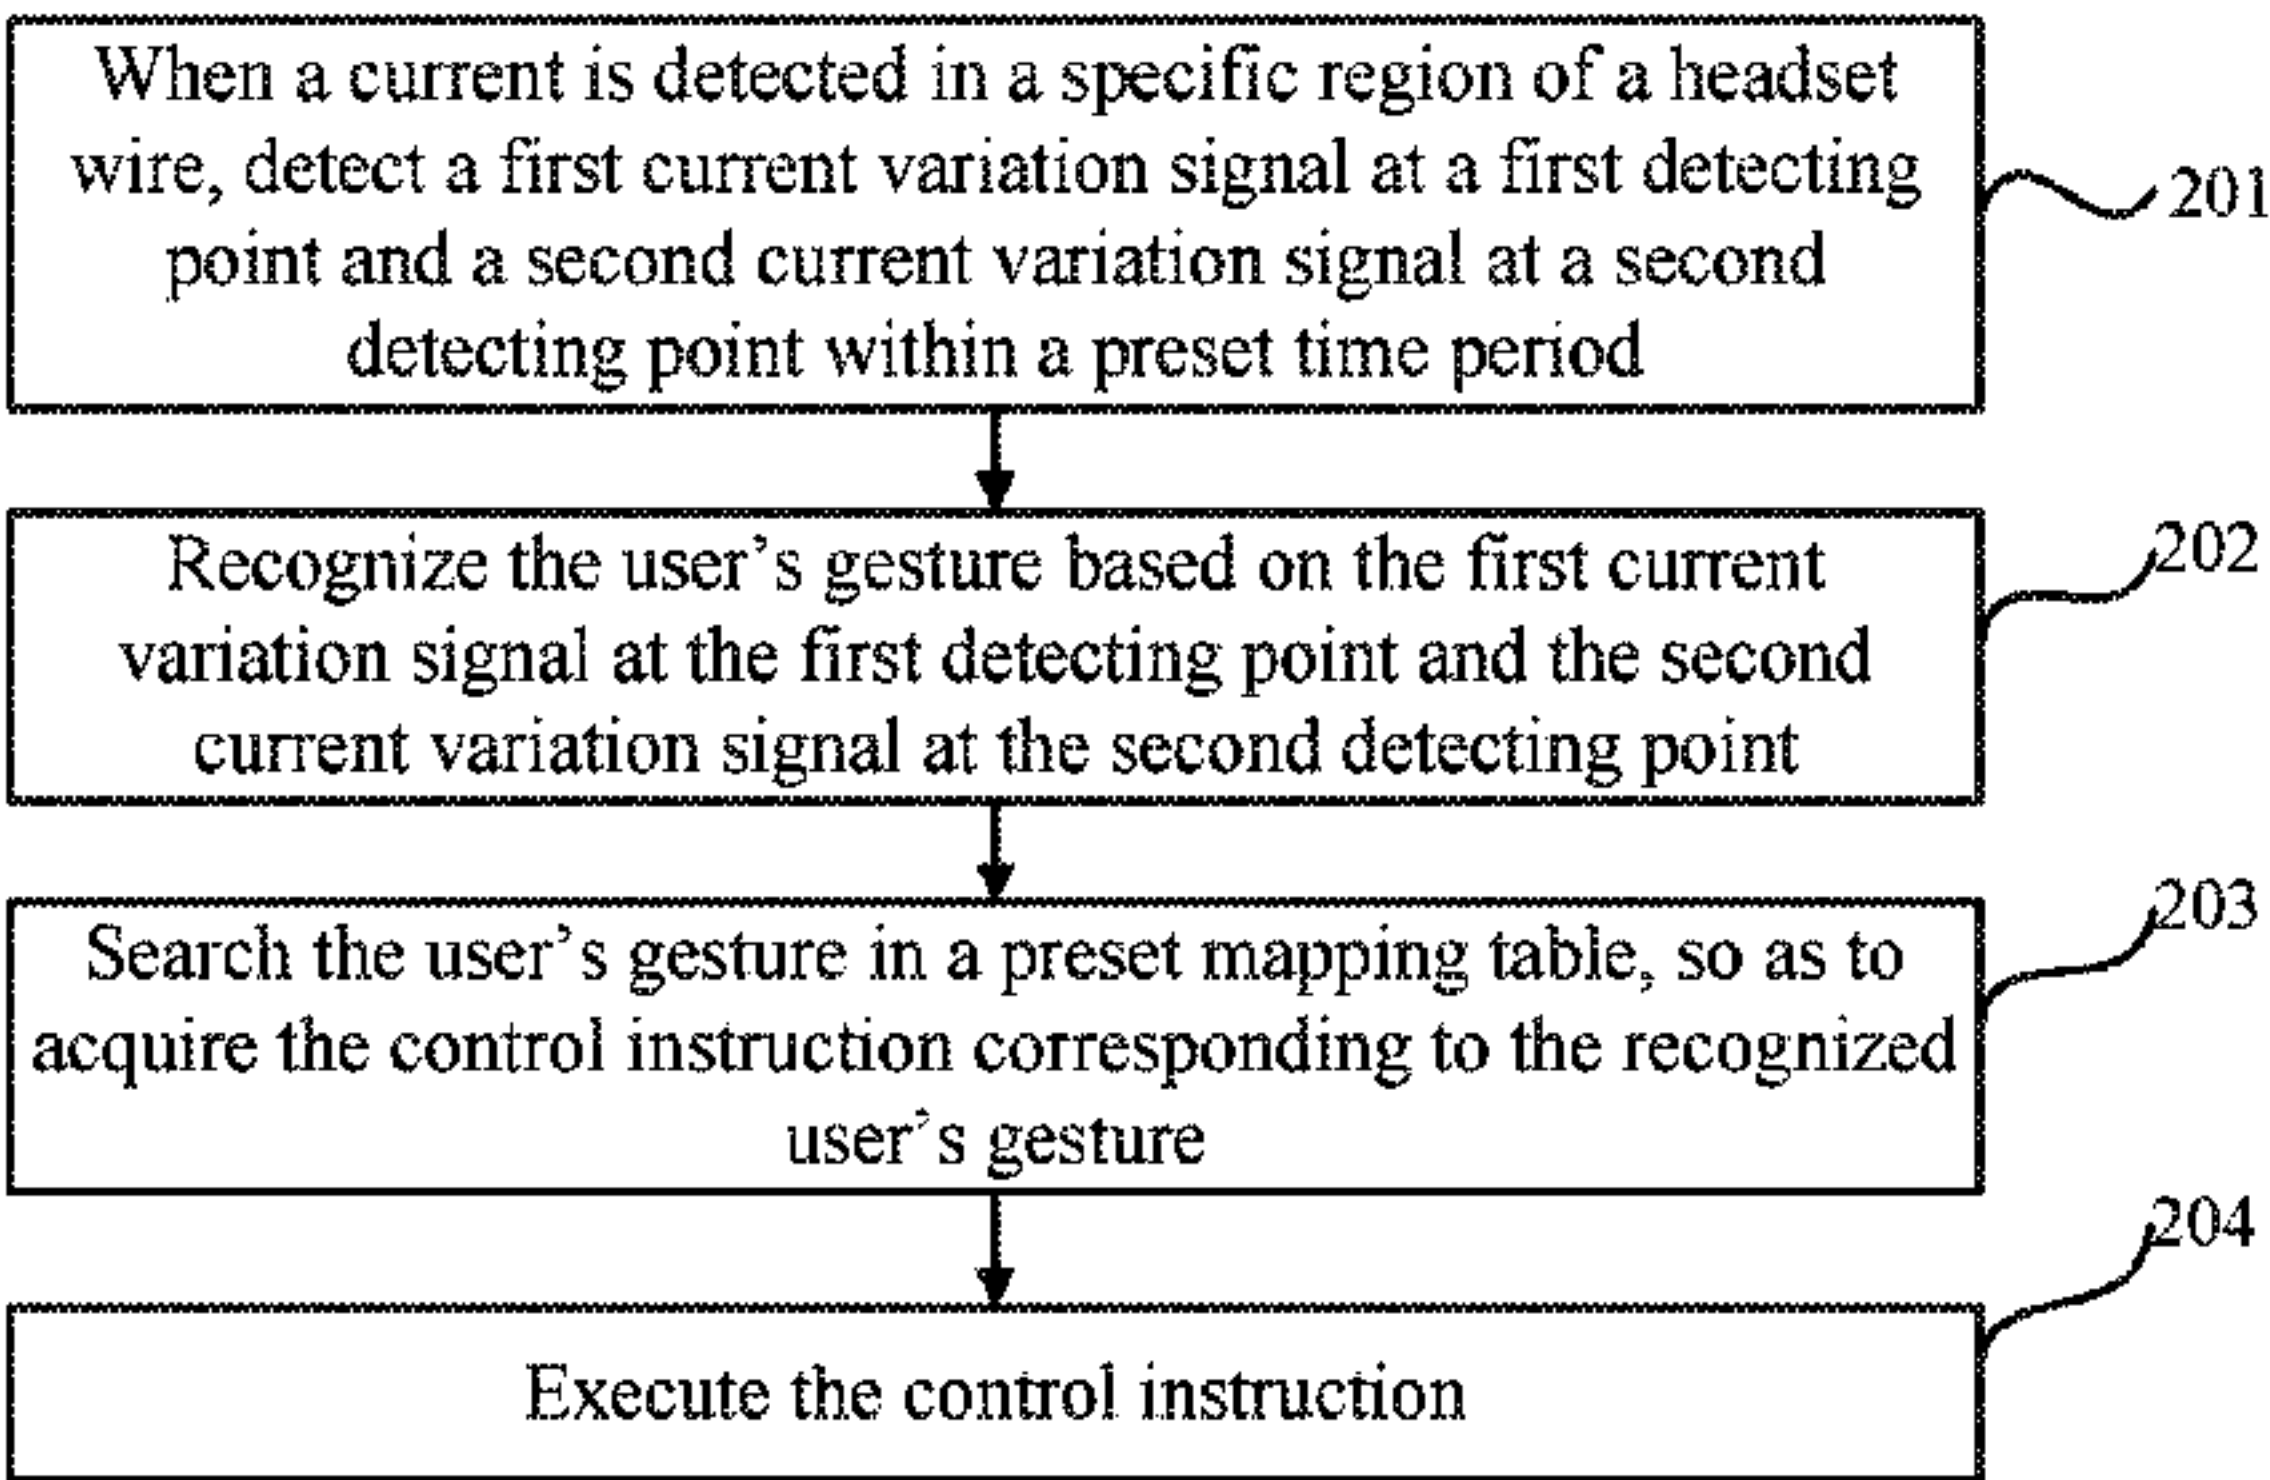 When a current is detected in a specific region of a headset
wire, detect a first current variation signal at a first detecting
point and a second current variation signal at a second
detecting point within a preset time period
201
Recognize the user’s gesture based on the first current
variation signal at the first detecting point and the second
current variation signal at the second detecting point
202
Search the user’s gesture in a preset mapping table, so as to
acquire the control instruction corresponding to the recognized
user’s gesture
203
Execute the control instruction
204